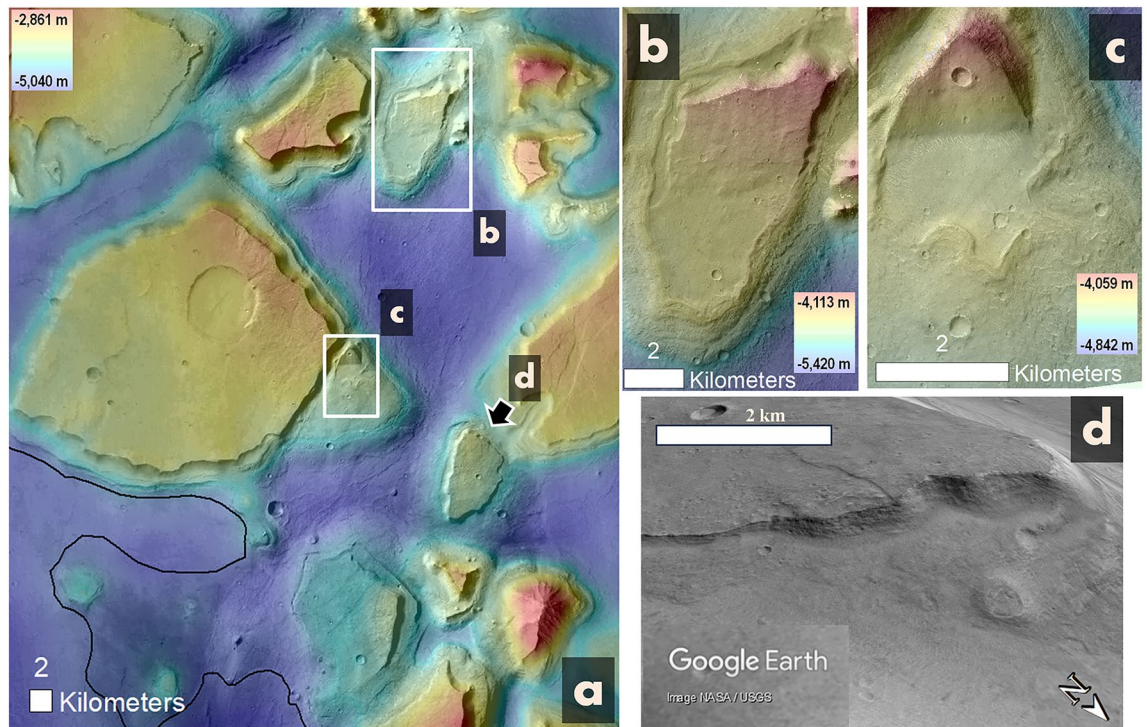 -2,861 m
-5,040 m
b
c
d
2
Kilometers
a
b
-4,113 m
-5,420 m
2
Kilometers
c
-4,059 m
-4,842 m
2
Kilometers
d
2 km
Google Earth
Image NASA / USGS
N